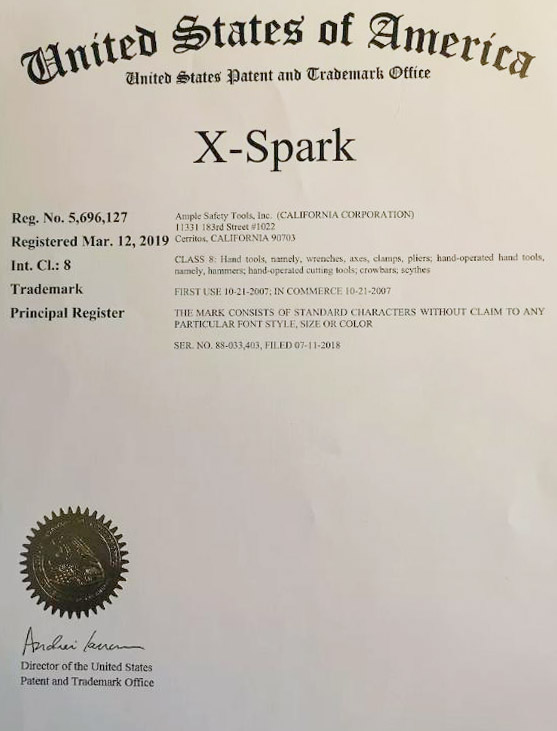 United States of America
United States Patent and Trademark Office
X-Spark
Reg. No. 5,696,127
Registered Mar. 12, 2019
Int. Cl.: 8
Trademark
Principal Register
Ample Safety Tools, Inc. (CALIFORNIA CORPORATION)
11331 183rd Street #1022
Cerritos, CALIFORNIA 90703
CLASS 8: Hand tools, namely, wrenches, axes, clamps, pliers; hand-operated hand tools,
namely, hammers; hand-operated cutting tools; crowbars; scythes
FIRST USE 10-21-2007; IN COMMERCE 10-21-2007
THE MARK CONSISTS OF STANDARD CHARACTERS WITHOUT CLAIM TO ANY
PARTICULAR FONT STYLE, SIZE OR COLOR
SER. NO. 88-033,403, FILED 07-11-2018
Director of the United States
Patent and Trademark Office